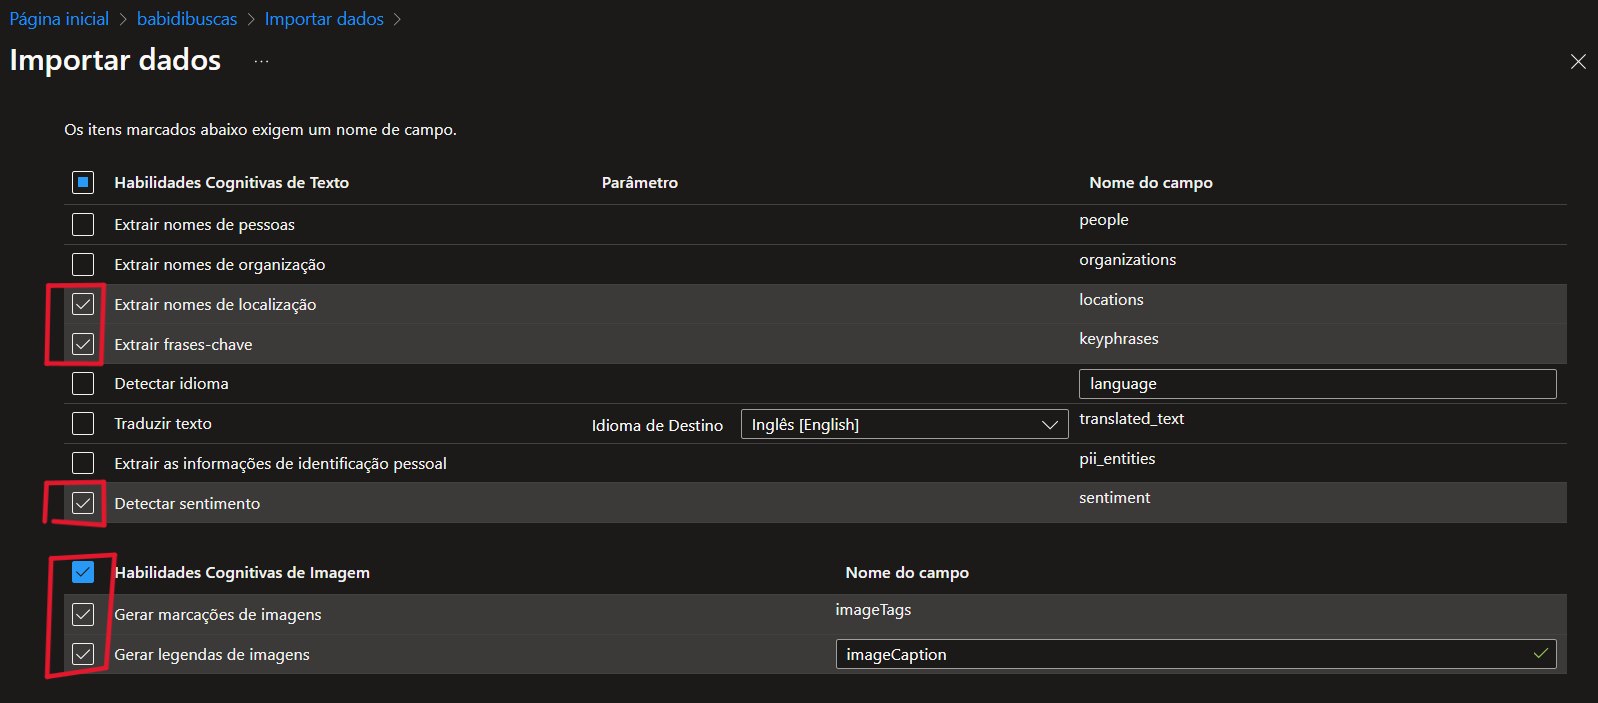 Página inicial > babidibuscas > Importar dados >
Importar dados ...
Os itens marcados abaixo exigem um nome de campo.
Habilidades Cognitivas de Texto Parâmetro Nome do campo
Extrair nomes de pessoas people
Extrair nomes de organização organizations
Extrair nomes de localização locations
Extrair frases-chave keyphrases
Detectar idioma language
Traduzir texto Idioma de Destino Inglês [English] translated_text
Extrair as informações de identificação pessoal pii_entities
Detectar sentimento sentiment
Habilidades Cognitivas de Imagem Nome do campo
Gerar marcações de imagens imageTags
Gerar legendas de imagens imageCaption